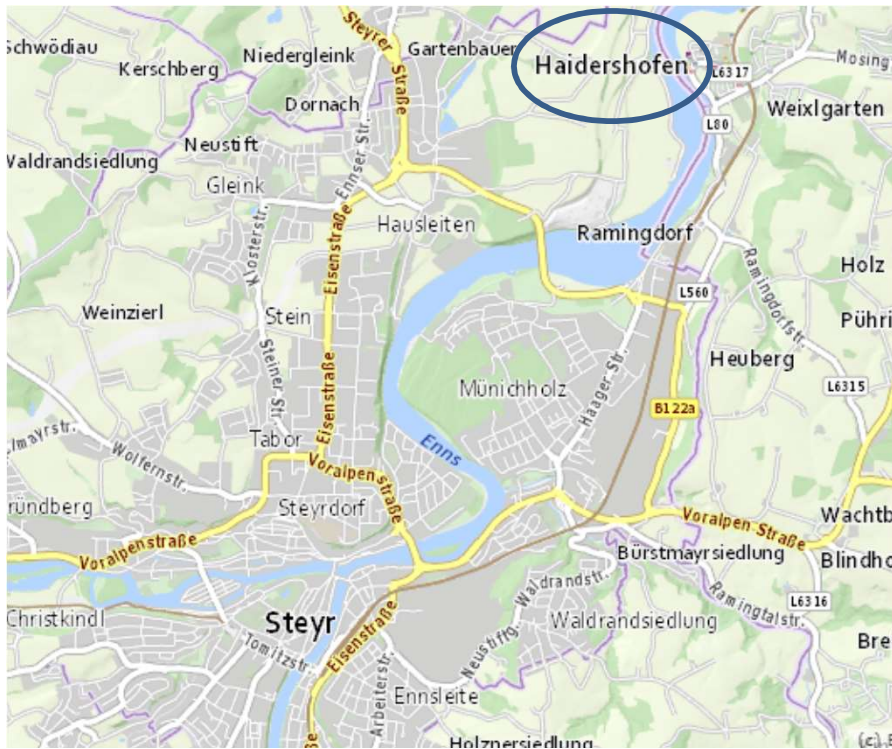 Schwödiau
Kerschberg
Niedergleink
Steyrer
Straße
Gartenbauer
Haidershofen
L6317
Mosing
Dornach
Weixlgarten
L80
Neustift
Waldrandsiedlung
Gleink
Ennser Str.
Klosterstr.
Hausleiten
Ramingdorf
Holz
Eisenstraße
L560
Ramingdorfstr.
Weinzierl
Stein
Pühri
Steiner Str.
Heuberg
Münichholz
Haager Str.
L6315
B122a
/mayrstr.
Wolfernstr.
Tabor
Eisenstraße
Enns
Voralpenstraße
ründberg
Steyrdorf
Voralpen-Straße
Wachtb
Voralpenstraße
Bürstmayrsiedlung
Blindho
Waldrandstr.
Ramingtalstr.
L6316
Christkindl
Steyr
Waldrandsiedlung
Tomitzstr.
Eisenstraße
Neustiftg.
Bre
Arbeiterstr.
Ennsleite
Holznersiedlung
(c)